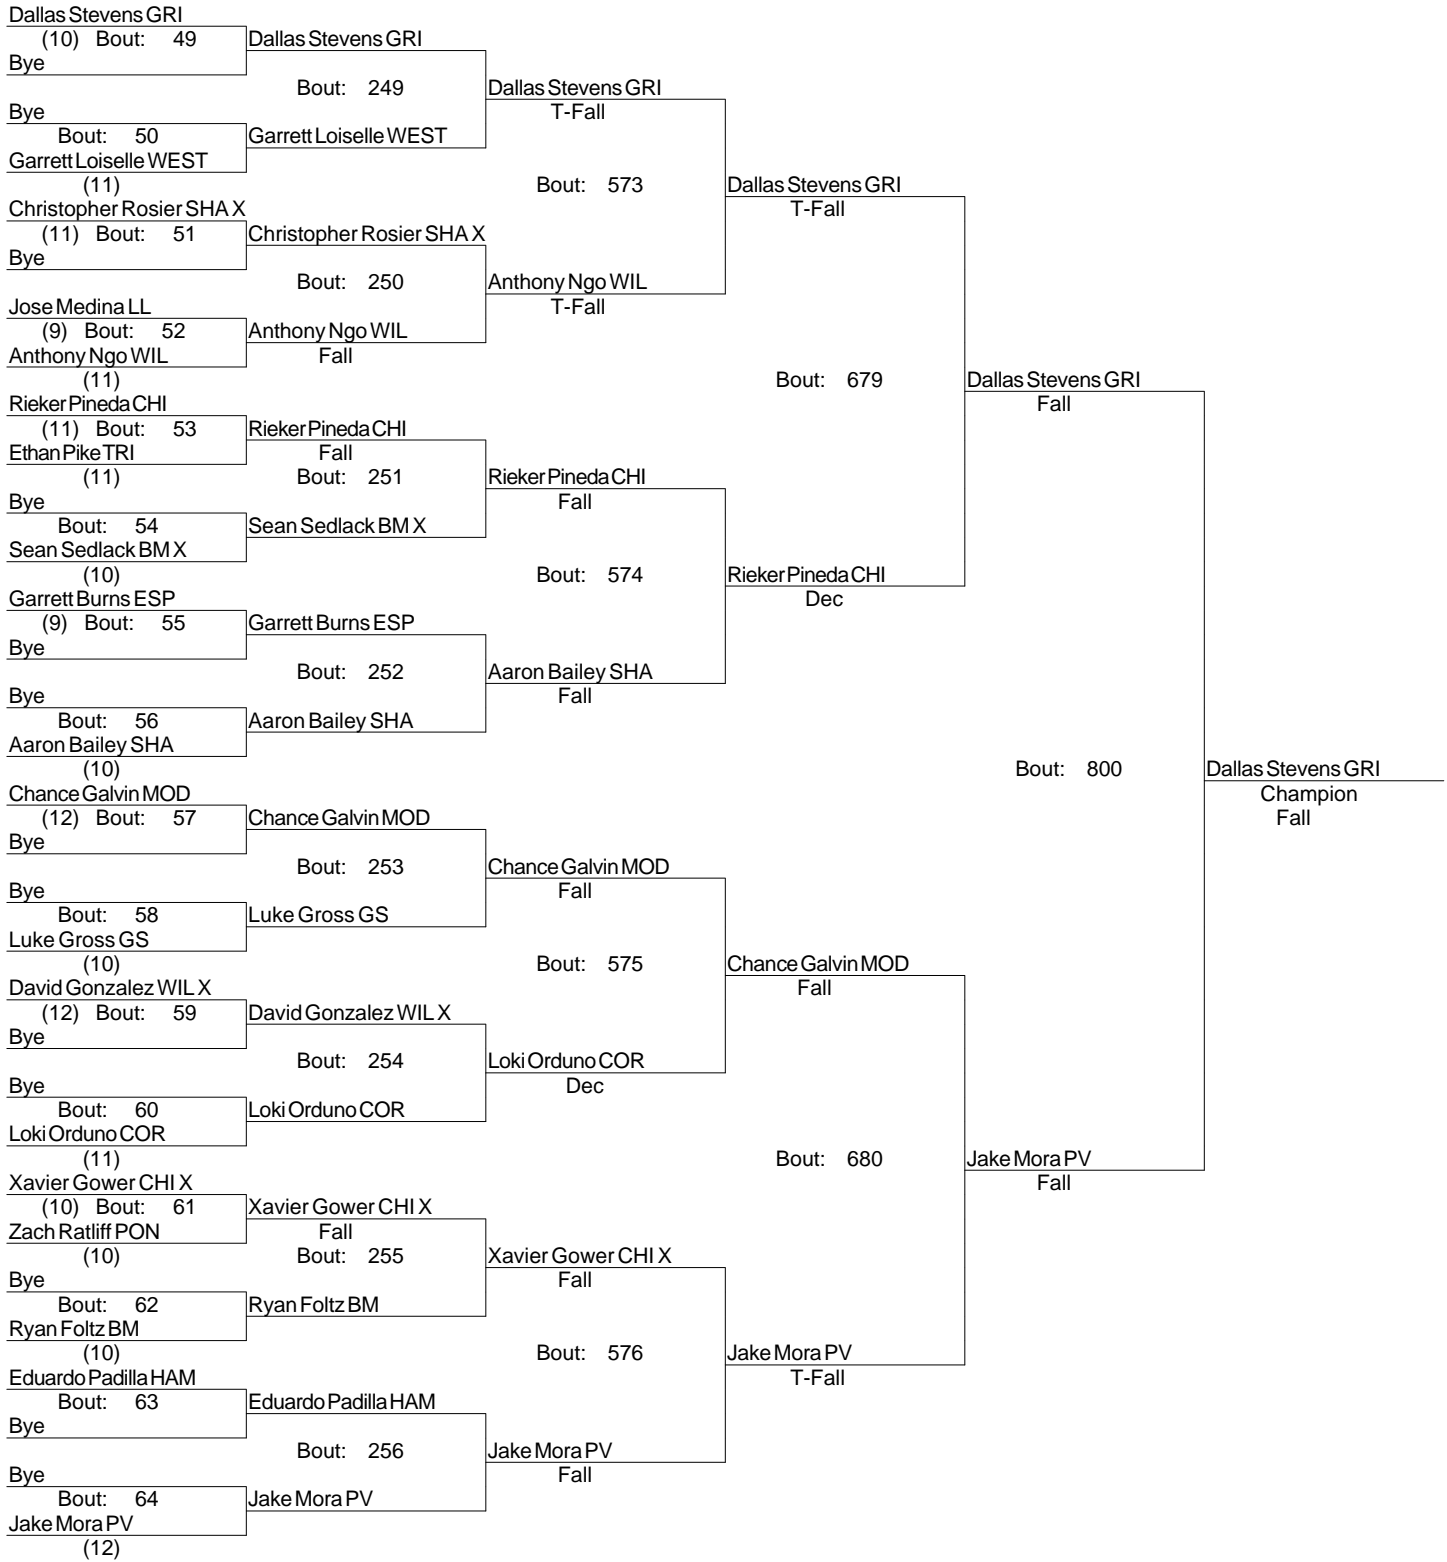 Dallas Stevens GRI
(10) Bout: 49
Dallas Stevens GRI
Bye
Bout: 249
Dallas Stevens GRI
Bye
T-Fall
Bout: 50
Garrett Loiselle WEST
Garrett Loiselle WEST
(11)
Bout: 573
Dallas Stevens GRI
Christopher Rosier SHA X
T-Fall
(11) Bout: 51
Christopher Rosier SHA X
Bye
Bout: 250
Anthony Ngo WIL
Jose Medina LL
T-Fall
(9) Bout: 52
Anthony Ngo WIL
Anthony Ngo WIL
Fall
(11)
Bout: 679
Dallas Stevens GRI
Rieker Pineda CHI
Fall
(11) Bout: 53
Rieker Pineda CHI
Ethan Pike TRI
Fall
(11)
Bout: 251
Rieker Pineda CHI
Bye
Fall
Bout: 54
Sean Sedlack BM X
Sean Sedlack BM X
(10)
Bout: 574
Rieker Pineda CHI
Garrett Burns ESP
Dec
(9) Bout: 55
Garrett Burns ESP
Bye
Bout: 252
Aaron Bailey SHA
Bye
Fall
Bout: 56
Aaron Bailey SHA
Aaron Bailey SHA
(10)
Bout: 800
Dallas Stevens GRI
Chance Galvin MOD
Champion
(12) Bout: 57
Chance Galvin MOD
Fall
Bye
Bout: 253
Chance Galvin MOD
Bye
Fall
Bout: 58
Luke Gross GS
Luke Gross GS
(10)
Bout: 575
Chance Galvin MOD
David Gonzalez WIL X
Fall
(12) Bout: 59
David Gonzalez WIL X
Bye
Bout: 254
Loki Orduno COR
Bye
Dec
Bout: 60
Loki Orduno COR
Loki Orduno COR
(11)
Bout: 680
Jake Mora PV
Xavier Gower CHI X
Fall
(10) Bout: 61
Xavier Gower CHI X
Zach Ratliff PON
Fall
(10)
Bout: 255
Xavier Gower CHI X
Bye
Fall
Bout: 62
Ryan Foltz BM
Ryan Foltz BM
(10)
Bout: 576
Jake Mora PV
Eduardo Padilla HAM
T-Fall
Bout: 63
Eduardo Padilla HAM
Bye
Bout: 256
Jake Mora PV
Bye
Fall
Bout: 64
Jake Mora PV
Jake Mora PV
(12)